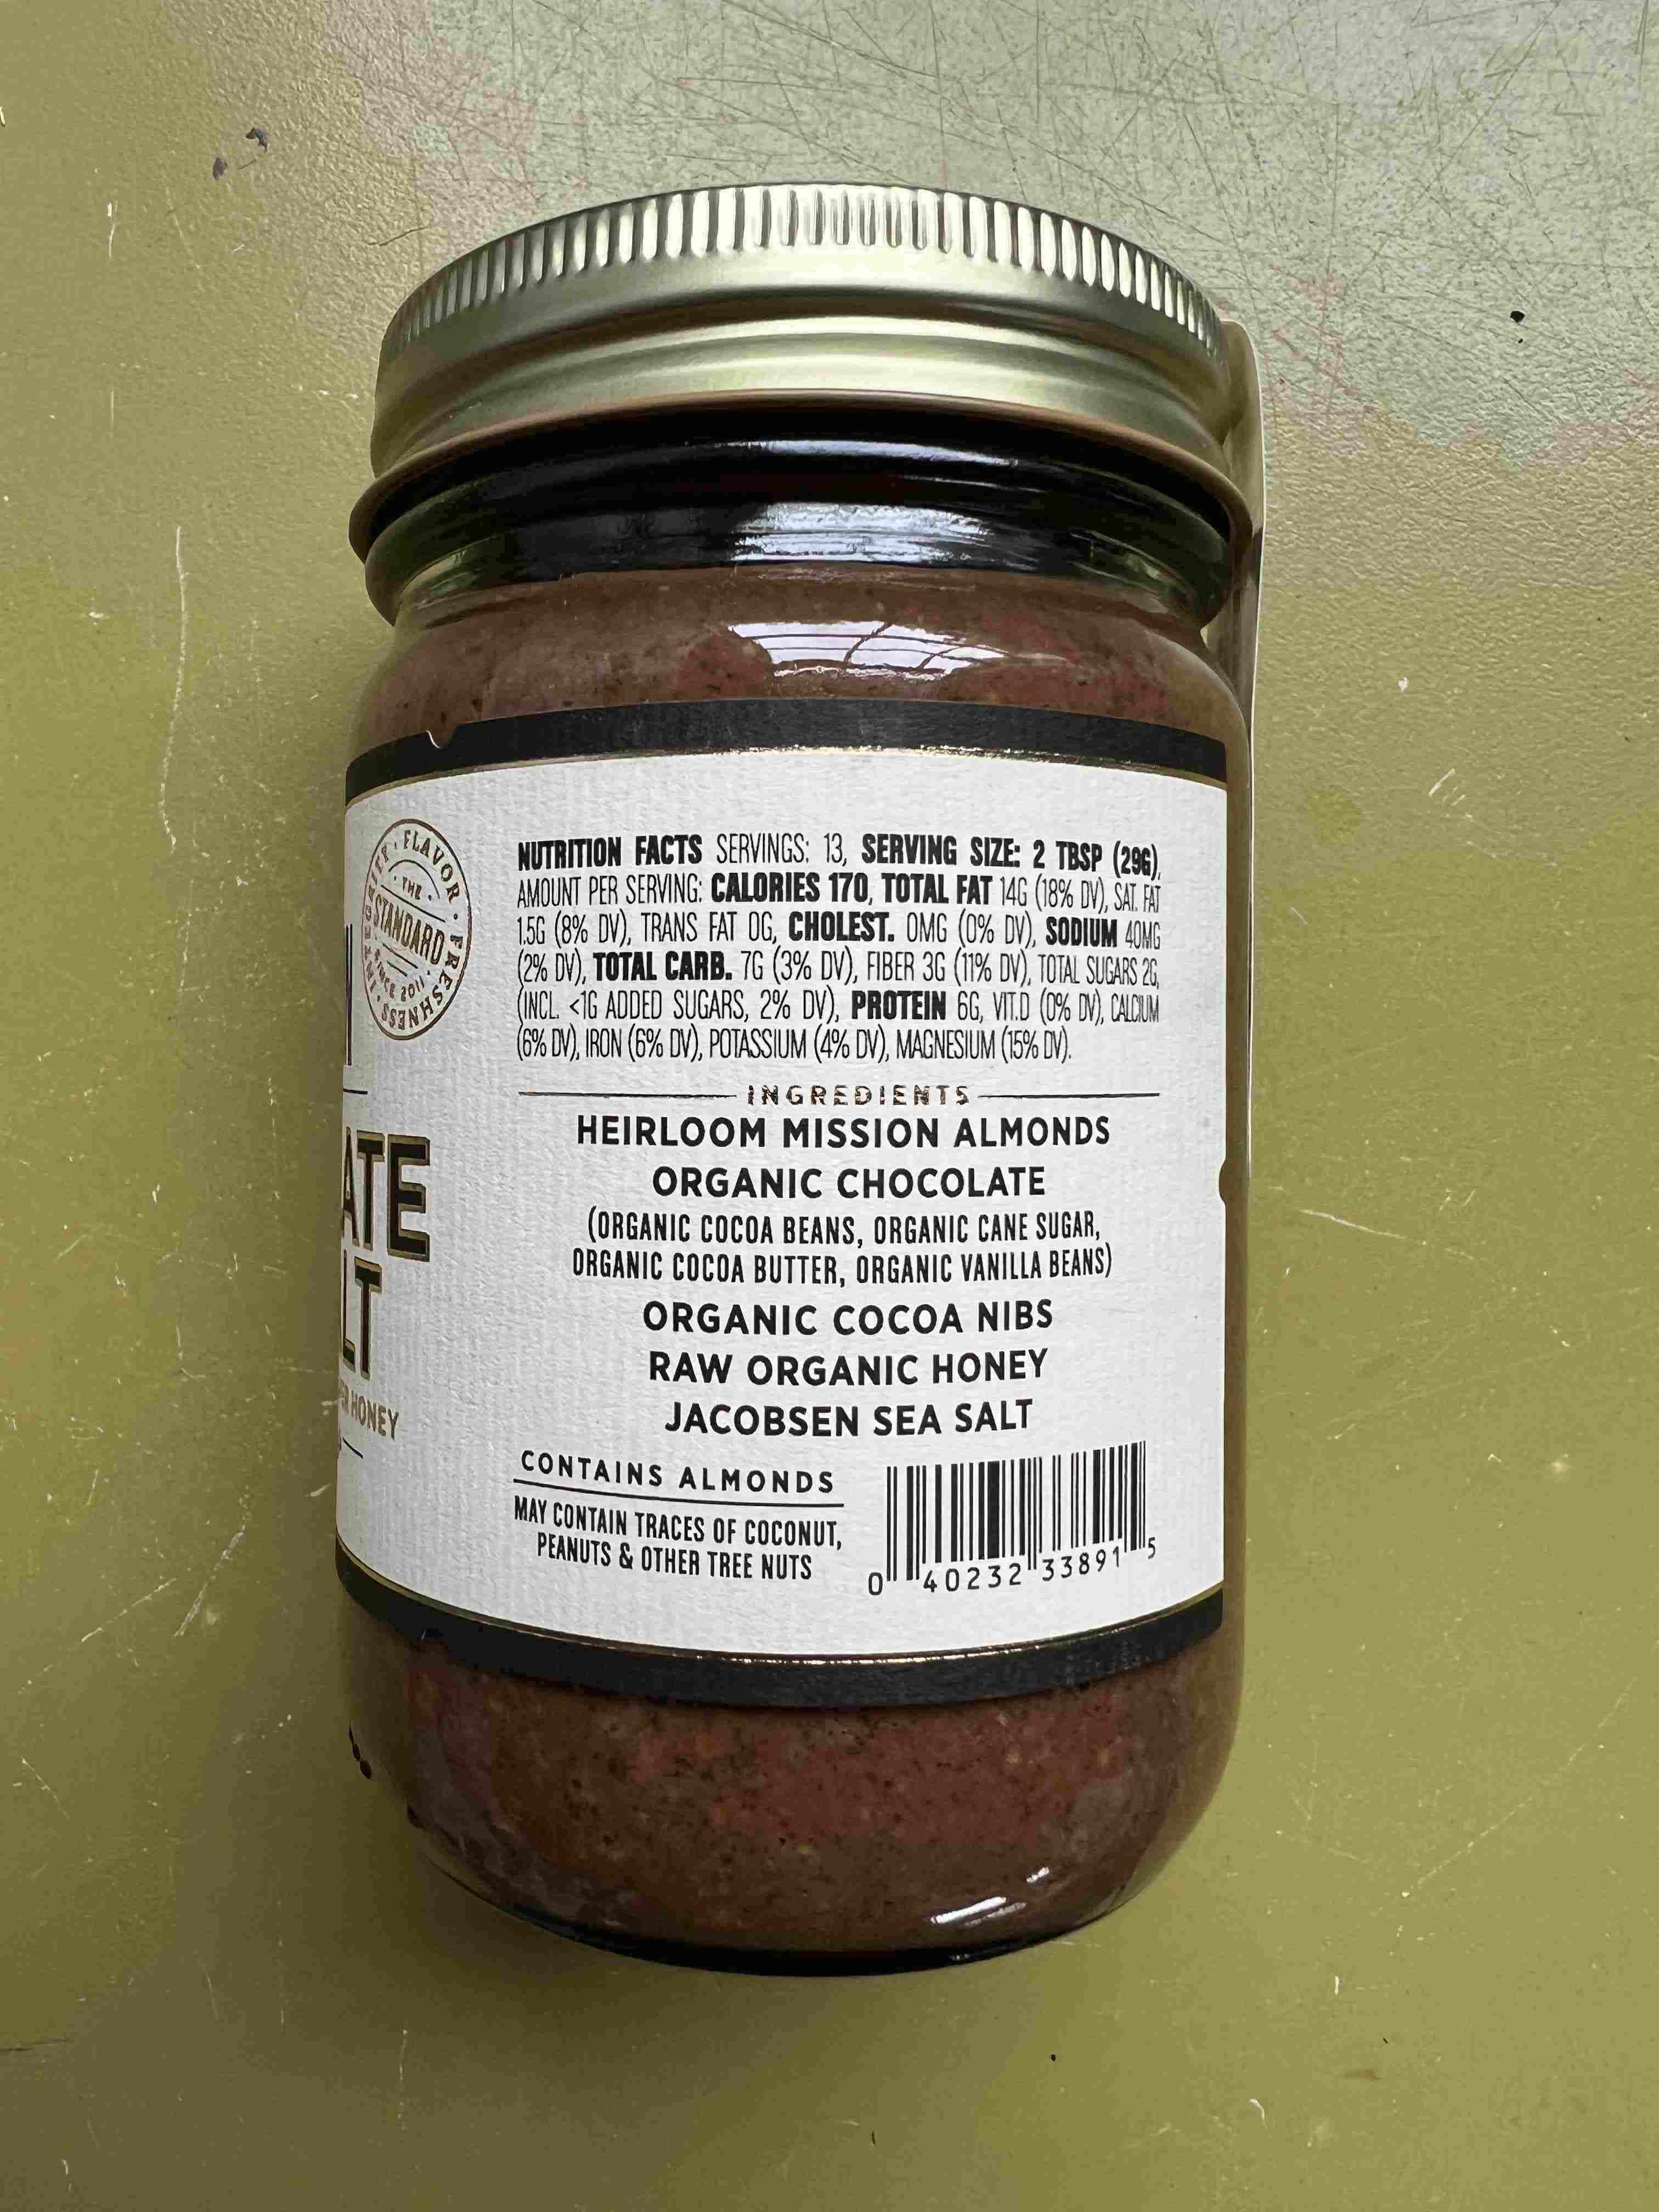 INTEGRITY · FLAVOR · FRESHNESS
· THE ·
STANDARD
SINCE 2011
ATE
LT
HONEY
NUTRITION FACTS SERVINGS: 13, SERVING SIZE: 2 TBSP (29G),
AMOUNT PER SERVING: CALORIES 170, TOTAL FAT 14G (18% DV), SAT. FAT
1.5G (8% DV), TRANS FAT 0G, CHOLEST. 0MG (0% DV), SODIUM 40MG
(2% DV), TOTAL CARB. 7G (3% DV), FIBER 3G (11% DV), TOTAL SUGARS 2G,
(INCL. <1G ADDED SUGARS, 2% DV), PROTEIN 6G, VIT.D (0% DV), CALCIUM
(6% DV), IRON (6% DV), POTASSIUM (4% DV), MAGNESIUM (15% DV).
INGREDIENTS
HEIRLOOM MISSION ALMONDS
ORGANIC CHOCOLATE
(ORGANIC COCOA BEANS, ORGANIC CANE SUGAR,
ORGANIC COCOA BUTTER, ORGANIC VANILLA BEANS)
ORGANIC COCOA NIBS
RAW ORGANIC HONEY
JACOBSEN SEA SALT
CONTAINS ALMONDS
MAY CONTAIN TRACES OF COCONUT,
PEANUTS & OTHER TREE NUTS
0 40232 33891 5